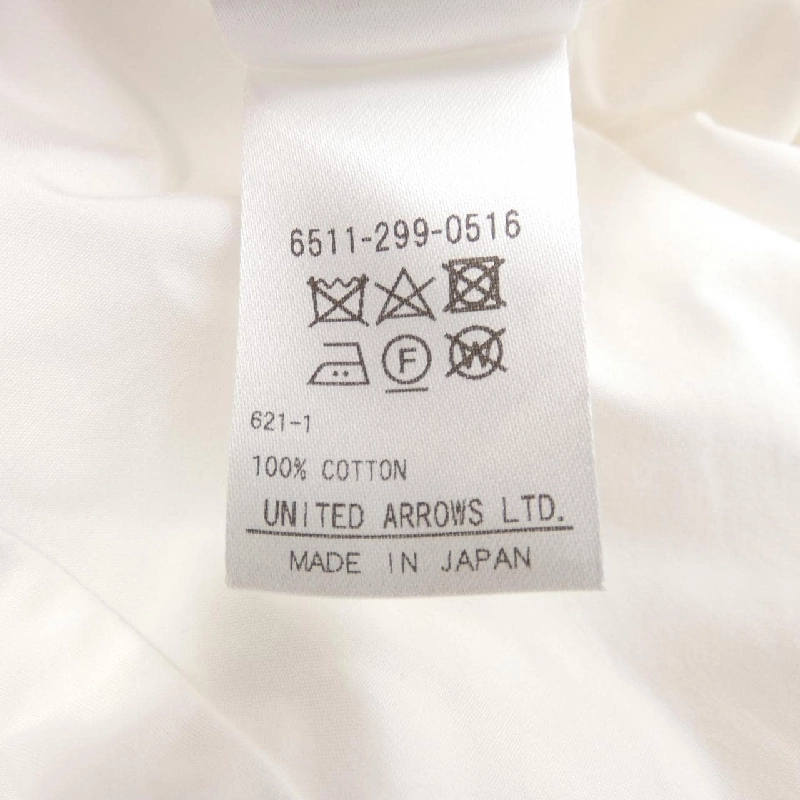 6511-299-0516
F W
621-1
100% COTTON
UNITED ARROWS LTD.
MADE IN JAPAN